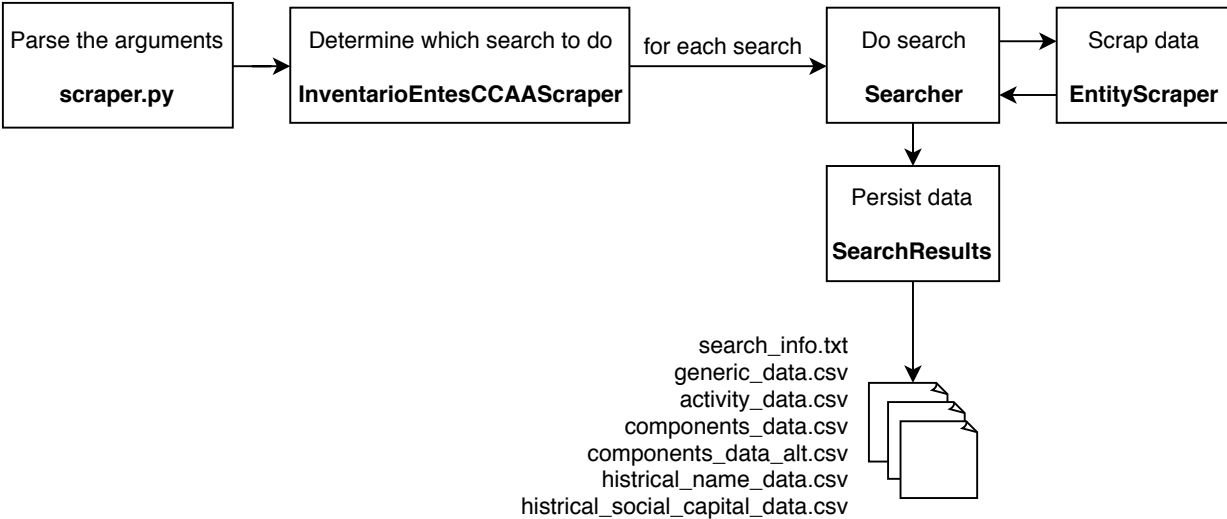 Parse the arguments
scraper.py
Determine which search to do
InventarioEntesCCAAScraper
for each search
Do search
Searcher
Scrap data
EntityScraper
Persist data
SearchResults
search_info.txt
generic_data.csv
activity_data.csv
components_data.csv
components_data_alt.csv
histrical_name_data.csv
histrical_social_capital_data.csv